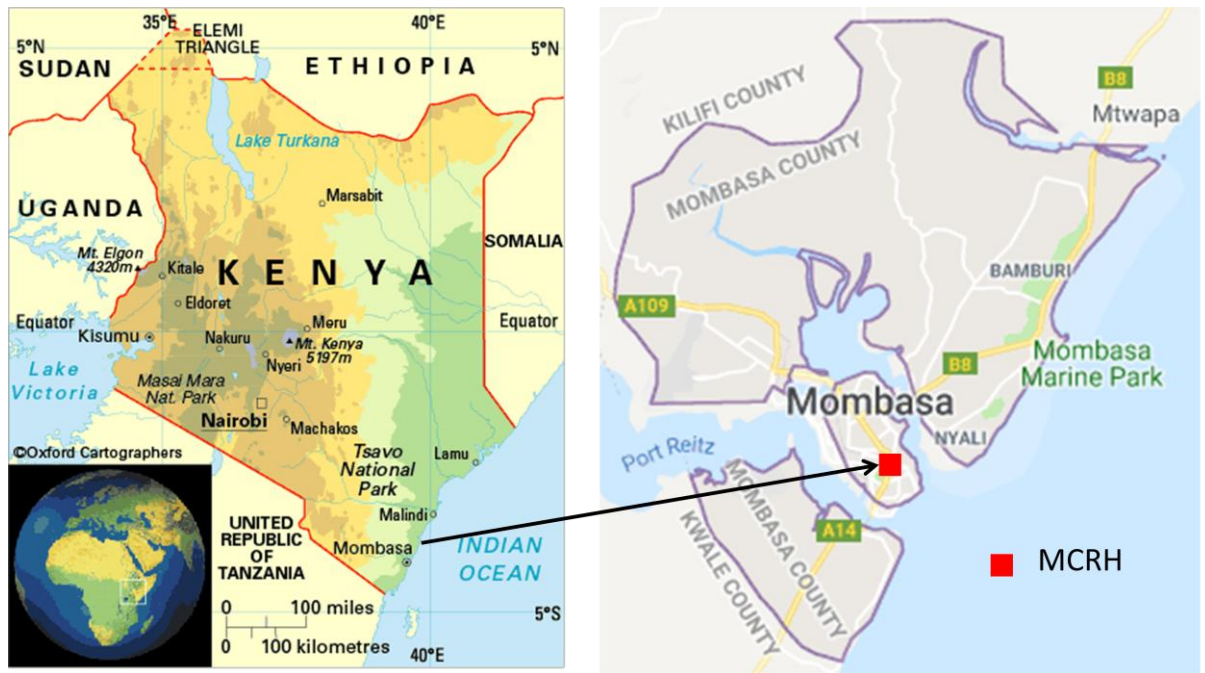 35°E
40°E
ELEMI
TRIANGLE
5°N
5°N
SUDAN
ETHIOPIA
Lake Turkana
Marsabit
UGANDA
SOMALIA
Mt. Elgon
4320m
Kitale
KENYA
Eldoret
Equator
Equator
Kisumu
Meru
Nakuru
Mt. Kenya
5197m
Nyeri
Lake
Victoria
Masai Mara
Nat. Park
Nairobi
Machakos
©Oxford Cartographers
Tsavo
National
Park
Lamu
Malindi
UNITED
REPUBLIC
OF
TANZANIA
Mombasa
INDIAN
OCEAN
0 100 miles
0 100 kilometres
5°S
40°E
B8
Mtwapa
KILIFI COUNTY
MOMBASA COUNTY
BAMBURI
A109
B8
Mombasa
Marine Park
Mombasa
NYALI
Port Reitz
MOMBASA COUNTY
KWALE COUNTY
A14
MCRH